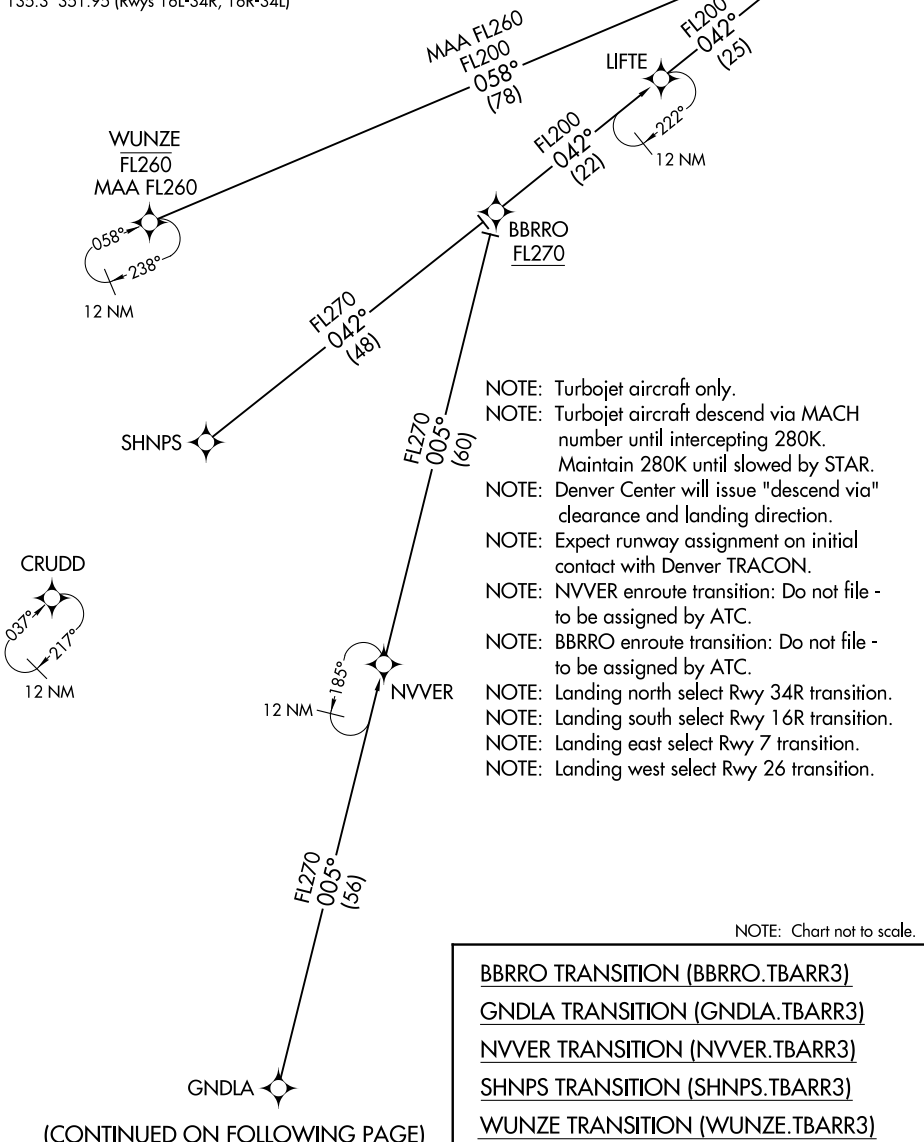 135.3 351.95 (Rwys 16L-34R, 16R-34L)
MAA FL260
FL200
058°
(78)
FL200
042°
(25)
LIFTE
222°
12 NM
FL200
042°
(22)
WUNZE
FL260
MAA FL260
058°
238°
12 NM
BBRRO
FL270
FL270
042°
(48)
SHNPS
FL270
005°
(60)
NOTE: Turbojet aircraft only.
NOTE: Turbojet aircraft descend via MACH
number until intercepting 280K.
Maintain 280K until slowed by STAR.
NOTE: Denver Center will issue "descend via"
clearance and landing direction.
NOTE: Expect runway assignment on initial
contact with Denver TRACON.
NOTE: NVVER enroute transition: Do not file -
to be assigned by ATC.
NOTE: BBRRO enroute transition: Do not file -
to be assigned by ATC.
NOTE: Landing north select Rwy 34R transition.
NOTE: Landing south select Rwy 16R transition.
NOTE: Landing east select Rwy 7 transition.
NOTE: Landing west select Rwy 26 transition.
CRUDD
037°
217°
12 NM
185°
12 NM
NVVER
FL270
005°
(56)
NOTE: Chart not to scale.
BBRRO TRANSITION (BBRRO.TBARR3)
GNDLA TRANSITION (GNDLA.TBARR3)
NVVER TRANSITION (NVVER.TBARR3)
SHNPS TRANSITION (SHNPS.TBARR3)
WUNZE TRANSITION (WUNZE.TBARR3)
GNDLA
(CONTINUED ON FOLLOWING PAGE)